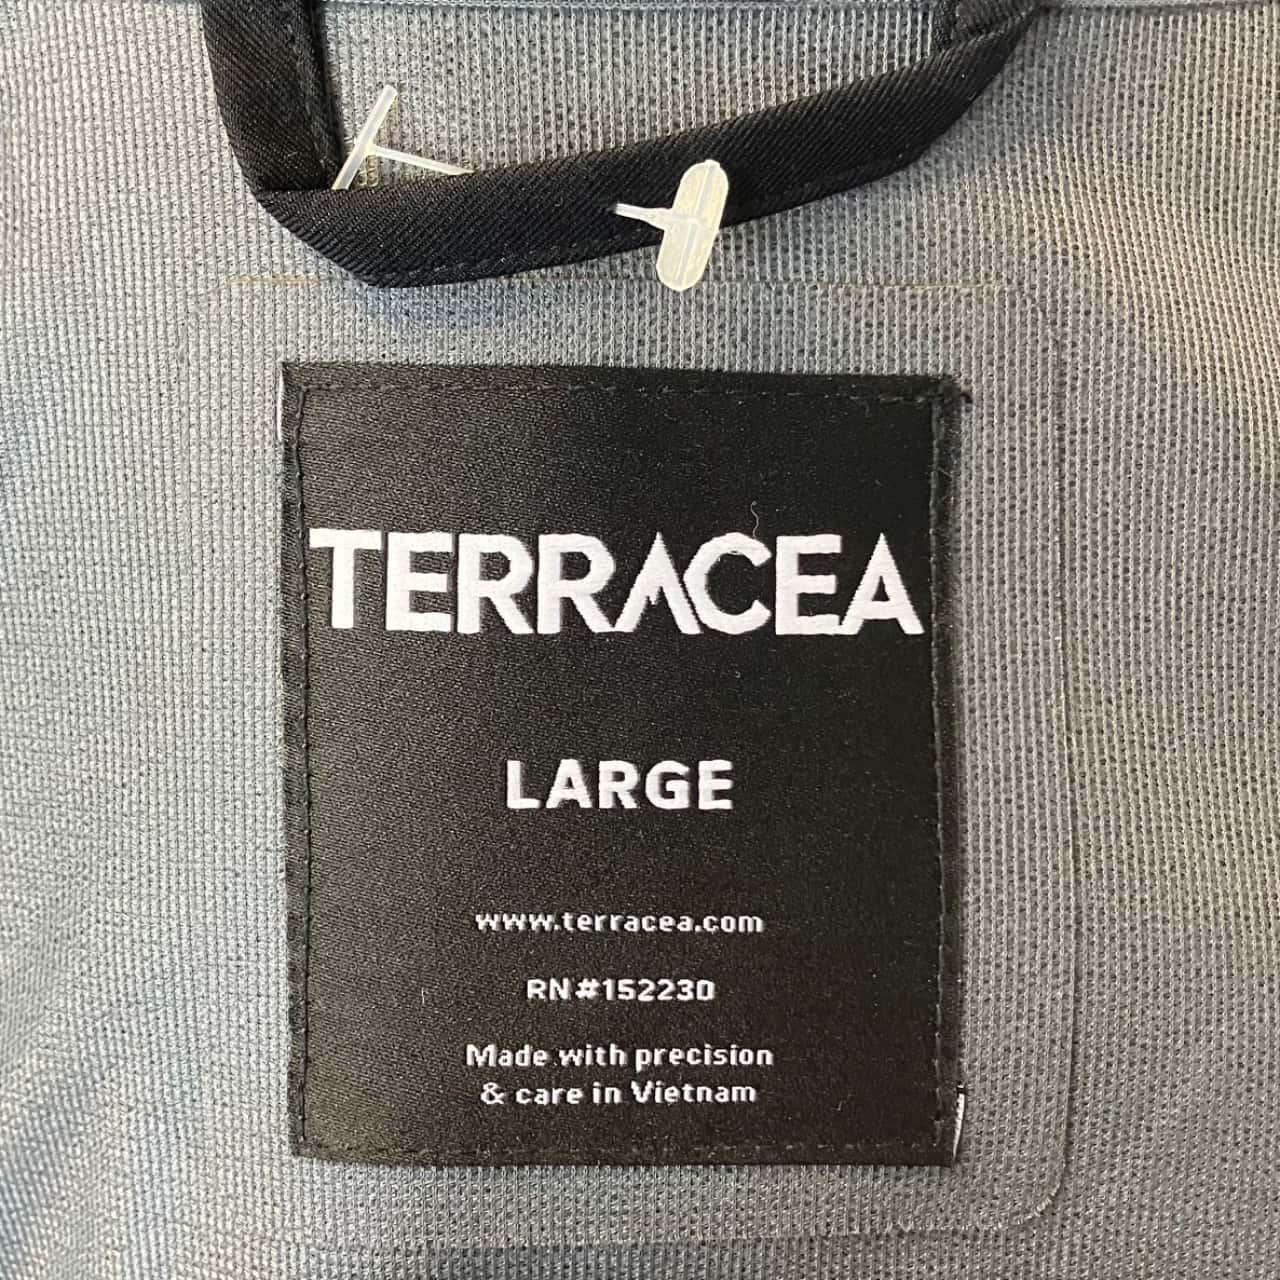 TERRACEA
LARGE
www.terracea.com
RN#152230
Made with precision
& care in Vietnam